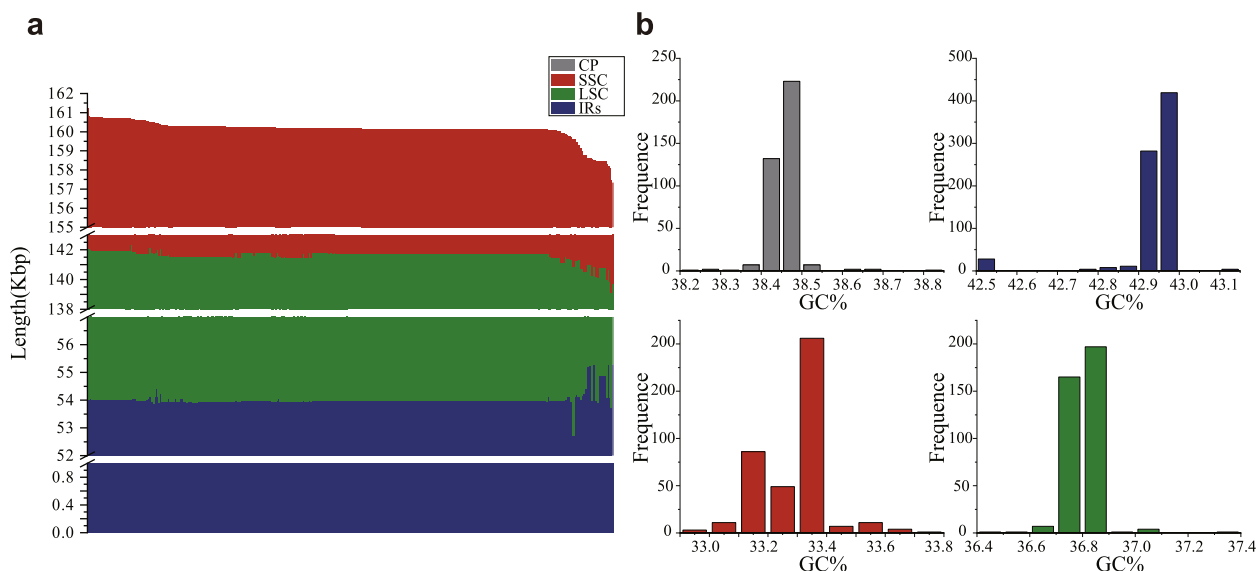 a
CP
SSC
LSC
IRs
Length(Kbp)
162
161
160
159
158
157
156
155
142
140
138
56
55
54
53
52
0.8
0.4
0.0
b
Frequence
250
200
150
100
50
0
38.2 38.3 38.4 38.5 38.6 38.7 38.8
GC%
Frequence
500
400
300
200
100
0
42.5 42.6 42.7 42.8 42.9 43.0 43.1
GC%
Frequence
200
200
100
50
0
33.0 33.2 33.4 33.6 33.8
GC%
Frequence
200
150
100
50
0
36.4 36.6 36.8 37.0 37.2 37.4
GC%